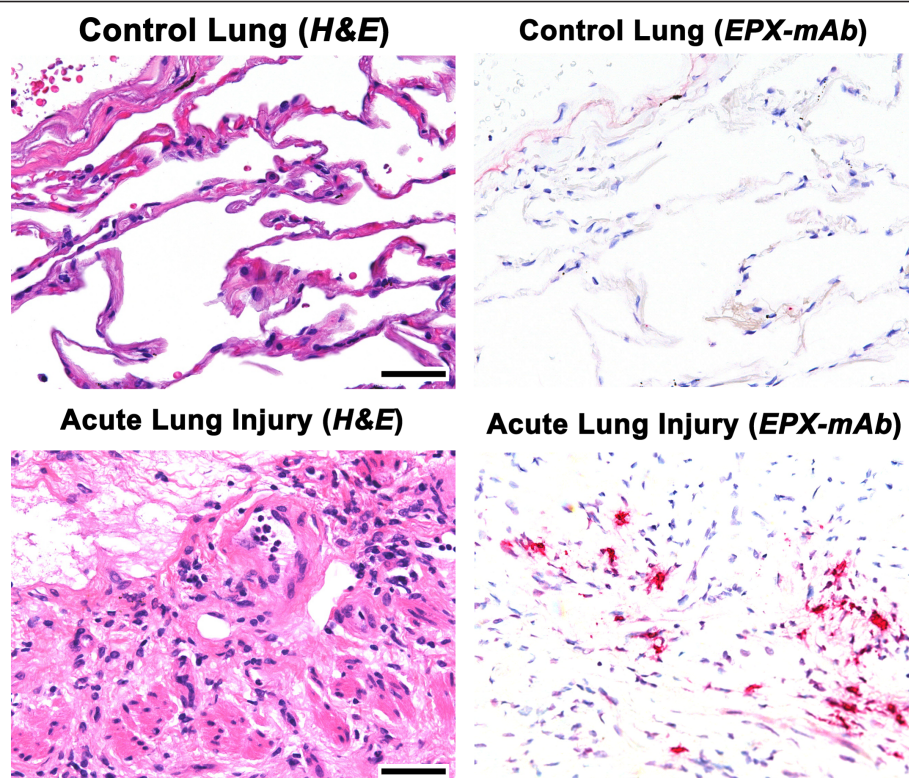 Control Lung (H&E)
Control Lung (EPX-mAb)
Acute Lung Injury (H&E)
Acute Lung Injury (EPX-mAb)